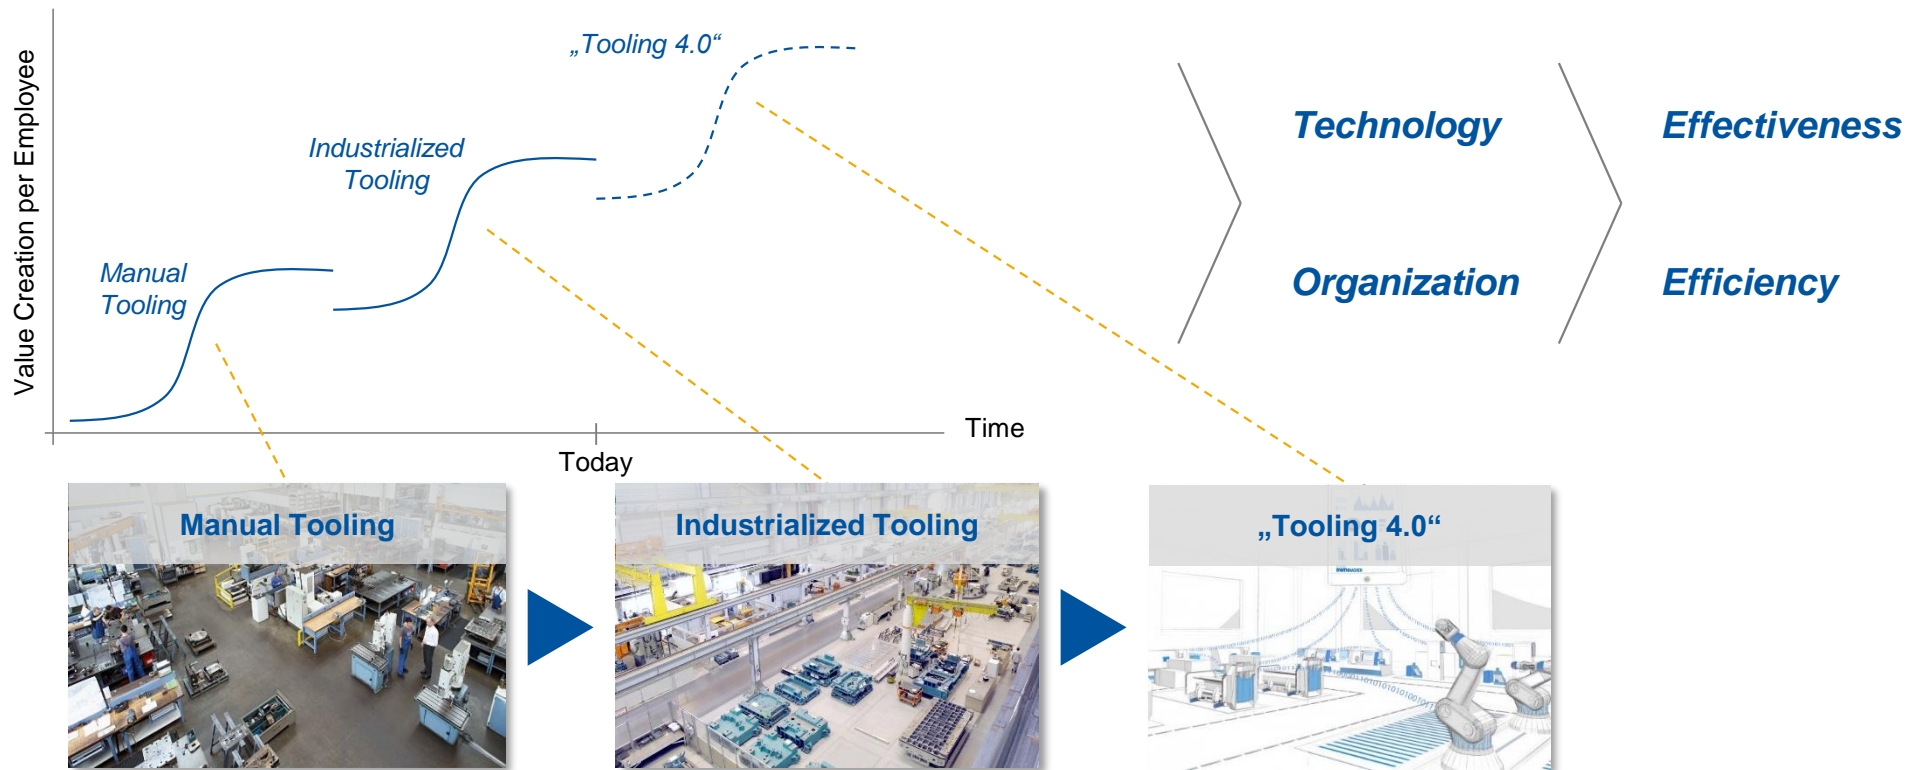 Value Creation per Employee
„Tooling 4.0“
Industrialized
Tooling
Manual
Tooling
Time
Today
Technology
Organization
Effectiveness
Efficiency
Manual Tooling
Industrialized Tooling
„Tooling 4.0“